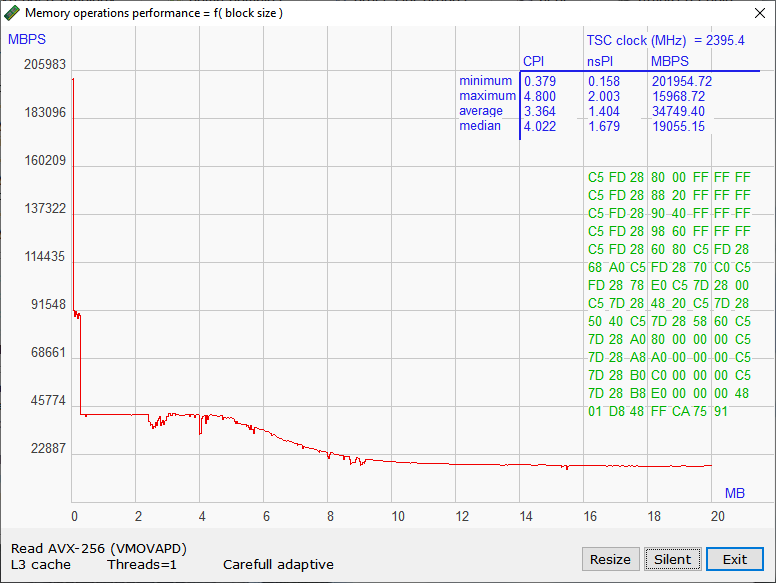 Memory operations performance = f( block size )
MBPS
TSC clock (MHz) = 2395.4
CPI nsPI MBPS
minimum 0.379 0.158 201954.72
maximum 4.800 2.003 15968.72
average 3.364 1.404 34749.40
median 4.022 1.679 19055.15
205983
183096
160209
137322
114435
91548
68661
45774
22887
C5 FD 28 80 00 FF FF FF
C5 FD 28 88 20 FF FF FF
C5 FD 28 90 40 FF FF FF
C5 FD 28 98 60 FF FF FF
C5 FD 28 60 80 C5 FD 28
68 A0 C5 FD 28 70 C0 C5
FD 28 78 E0 C5 7D 28 00
C5 7D 28 48 20 C5 7D 28
50 40 C5 7D 28 58 60 C5
7D 28 A0 80 00 00 00 C5
7D 28 A8 A0 00 00 00 C5
7D 28 B0 C0 00 00 00 C5
7D 28 B8 E0 00 00 00 48
01 D8 48 FF CA 75 91
MB
0 2 4 6 8 10 12 14 16 18 20
Read AVX-256 (VMOVAPD)
L3 cache Threads=1 Carefull adaptive
Resize Silent Exit